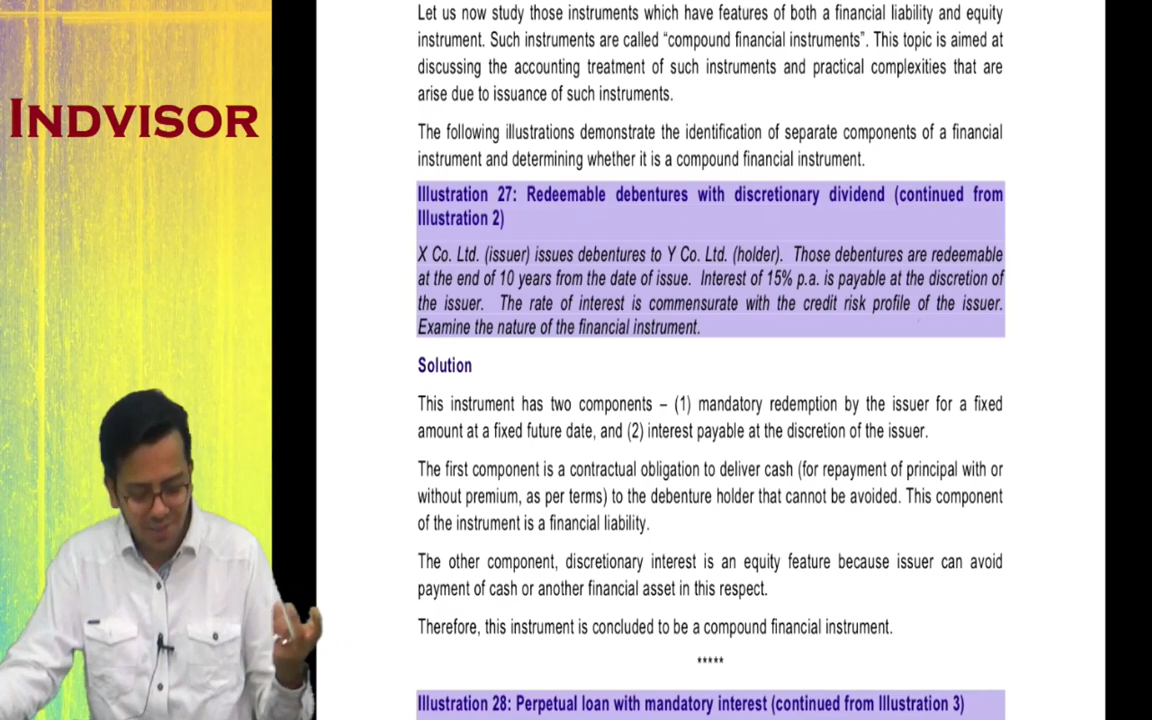 INDVISOR
Let us now study those instruments which have features of both a financial liability and equity
instrument. Such instruments are called “compound financial instruments”. This topic is aimed at
discussing the accounting treatment of such instruments and practical complexities that are
arise due to issuance of such instruments.
The following illustrations demonstrate the identification of separate components of a financial
instrument and determining whether it is a compound financial instrument.
Illustration 27: Redeemable debentures with discretionary dividend (continued from
Illustration 2)
X Co. Ltd. (issuer) issues debentures to Y Co. Ltd. (holder). Those debentures are redeemable
at the end of 10 years from the date of issue. Interest of 15% p.a. is payable at the discretion of
the issuer. The rate of interest is commensurate with the credit risk profile of the issuer.
Examine the nature of the financial instrument.
Solution
This instrument has two components – (1) mandatory redemption by the issuer for a fixed
amount at a fixed future date, and (2) interest payable at the discretion of the issuer.
The first component is a contractual obligation to deliver cash (for repayment of principal with or
without premium, as per terms) to the debenture holder that cannot be avoided. This component
of the instrument is a financial liability.
The other component, discretionary interest is an equity feature because issuer can avoid
payment of cash or another financial asset in this respect.
Therefore, this instrument is concluded to be a compound financial instrument.
*****
Illustration 28: Perpetual loan with mandatory interest (continued from Illustration 3)